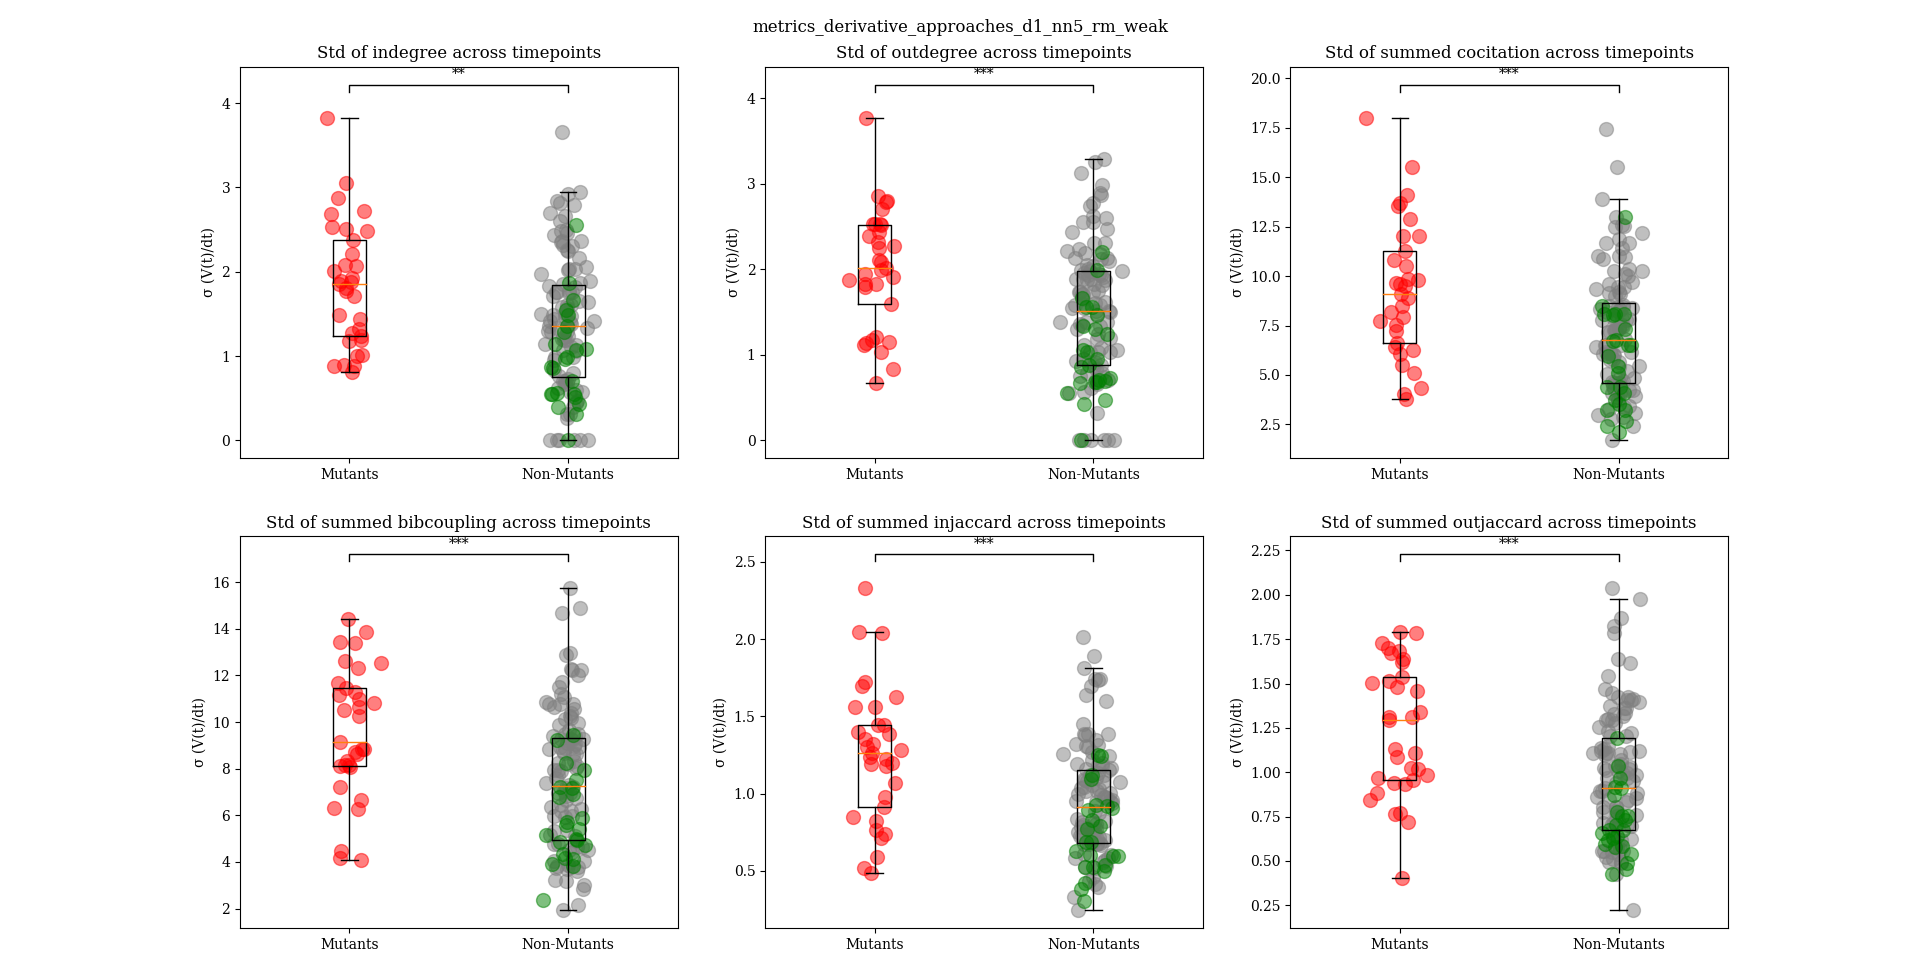 metrics_derivative_approaches_d1_nn5_rm_weak
Std of indegree across timepoints
**
σ (V(t)/dt)
4
3
2
1
0
Mutants
Non-Mutants
Std of outdegree across timepoints
***
σ (V(t)/dt)
4
3
2
1
0
Mutants
Non-Mutants
Std of summed cocitation across timepoints
***
σ (V(t)/dt)
20.0
17.5
15.0
12.5
10.0
7.5
5.0
2.5
Mutants
Non-Mutants
Std of summed bibcoupling across timepoints
***
σ (V(t)/dt)
16
14
12
10
8
6
4
2
Mutants
Non-Mutants
Std of summed injaccard across timepoints
***
σ (V(t)/dt)
2.5
2.0
1.5
1.0
0.5
Mutants
Non-Mutants
Std of summed outjaccard across timepoints
***
σ (V(t)/dt)
2.25
2.00
1.75
1.50
1.25
1.00
0.75
0.50
0.25
Mutants
Non-Mutants